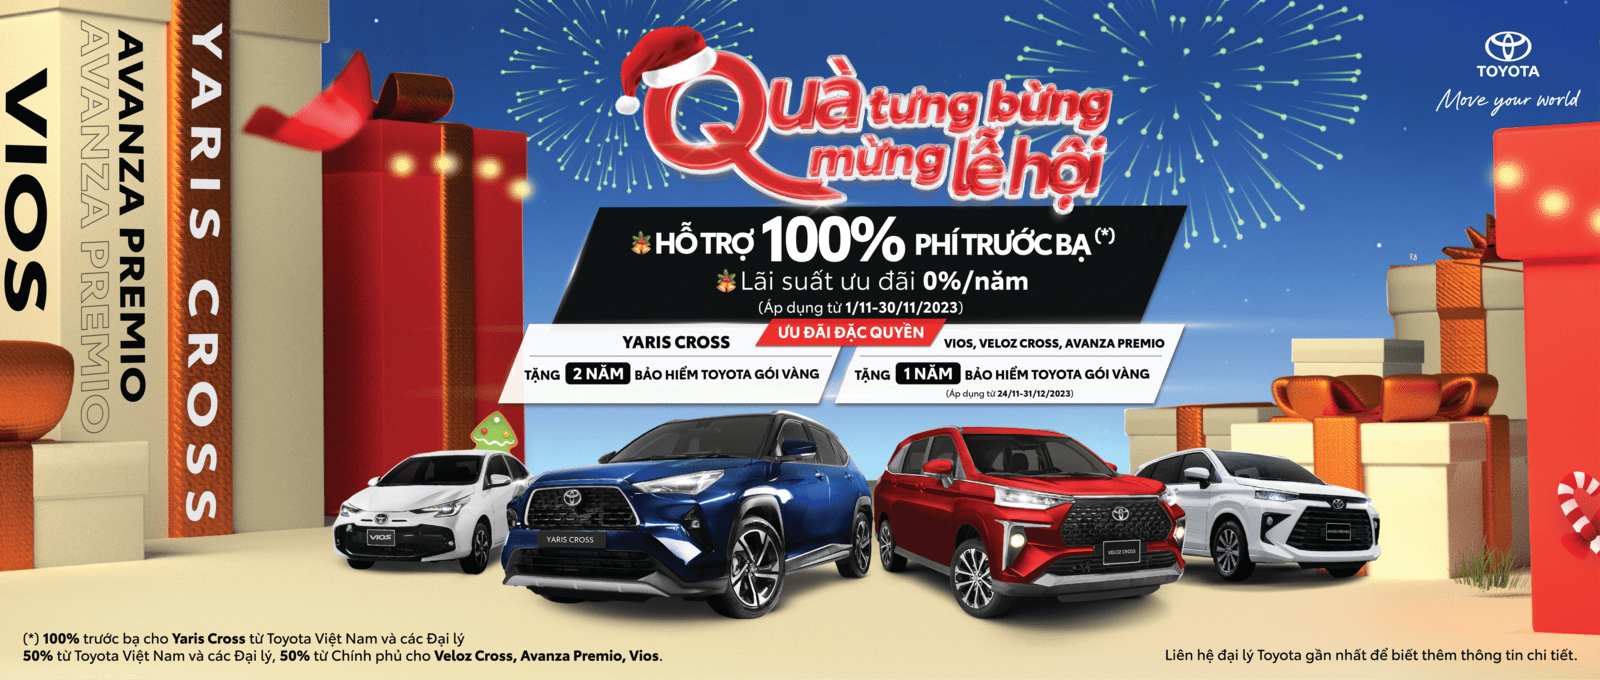 VIOS
AVANZA PREMIO
AVANZA PREMIO
YARIS CROSS
Quà tưng bừng
mừng lễ hội
TOYOTA
Move your world
HỖ TRỢ 100% PHÍ TRƯỚC BẠ (*)
Lãi suất ưu đãi 0%/năm
(Áp dụng từ 1/11-30/11/2023)
ƯU ĐÃI ĐẶC QUYỀN
YARIS CROSS
TẶNG 2 NĂM BẢO HIỂM TOYOTA GÓI VÀNG
VIOS, VELOZ CROSS, AVANZA PREMIO
TẶNG 1 NĂM BẢO HIỂM TOYOTA GÓI VÀNG
(Áp dụng từ 24/11-31/12/2023)
VIOS
YARIS CROSS
VELOZ CROSS
AVANZA PREMIO
(*) 100% trước bạ cho Yaris Cross từ Toyota Việt Nam và các Đại lý
50% từ Toyota Việt Nam và các Đại lý, 50% từ Chính phủ cho Veloz Cross, Avanza Premio, Vios.
Liên hệ đại lý Toyota gần nhất để biết thêm thông tin chi tiết.